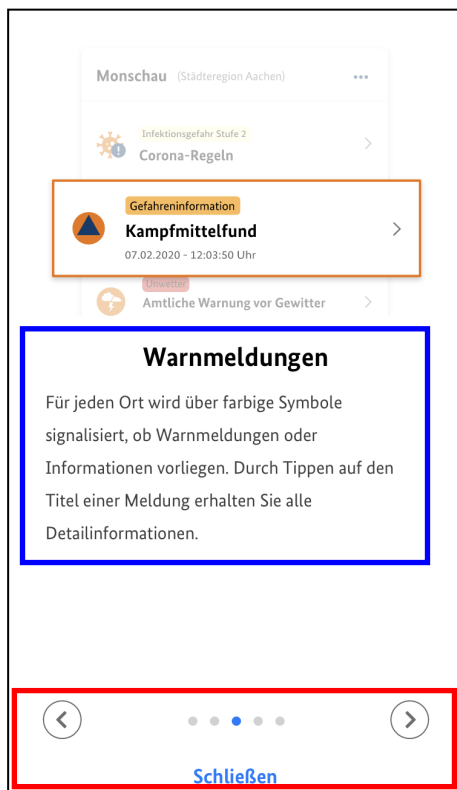 Monschau (Städteregion Aachen)
Infektionsgefahr Stufe 2
Corona-Regeln
Gefahreninformation
Kampfmittelfund
07.02.2020 - 12:03:50 Uhr
Unwetter
Amtliche Warnung vor Gewitter
Warnmeldungen
Für jeden Ort wird über farbige Symbole
signalisiert, ob Warnmeldungen oder
Informationen vorliegen. Durch Tippen auf den
Titel einer Meldung erhalten Sie alle
Detailinformationen.
Schließen